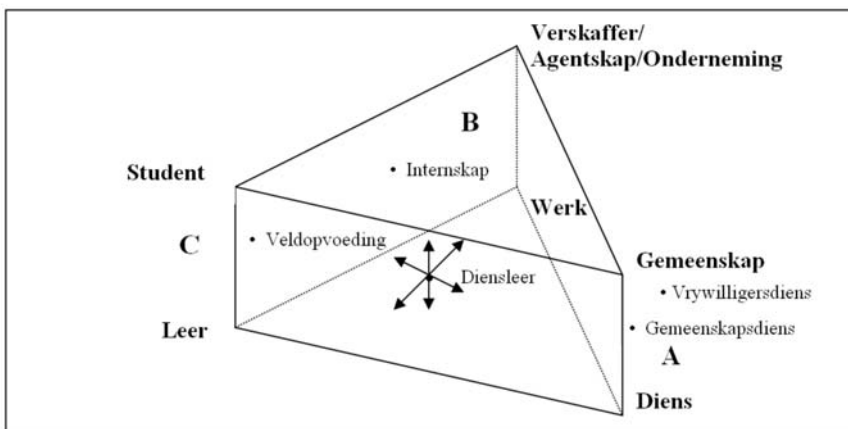 Verskaffer/
Agentskap/Onderneming
B
Student
• Internskap
Werk
C
• Veldopvoeding
Gemeenskap
Diensleer
• Vrywilligersdiens
Leer
• Gemeenskapsdiens
A
Diens